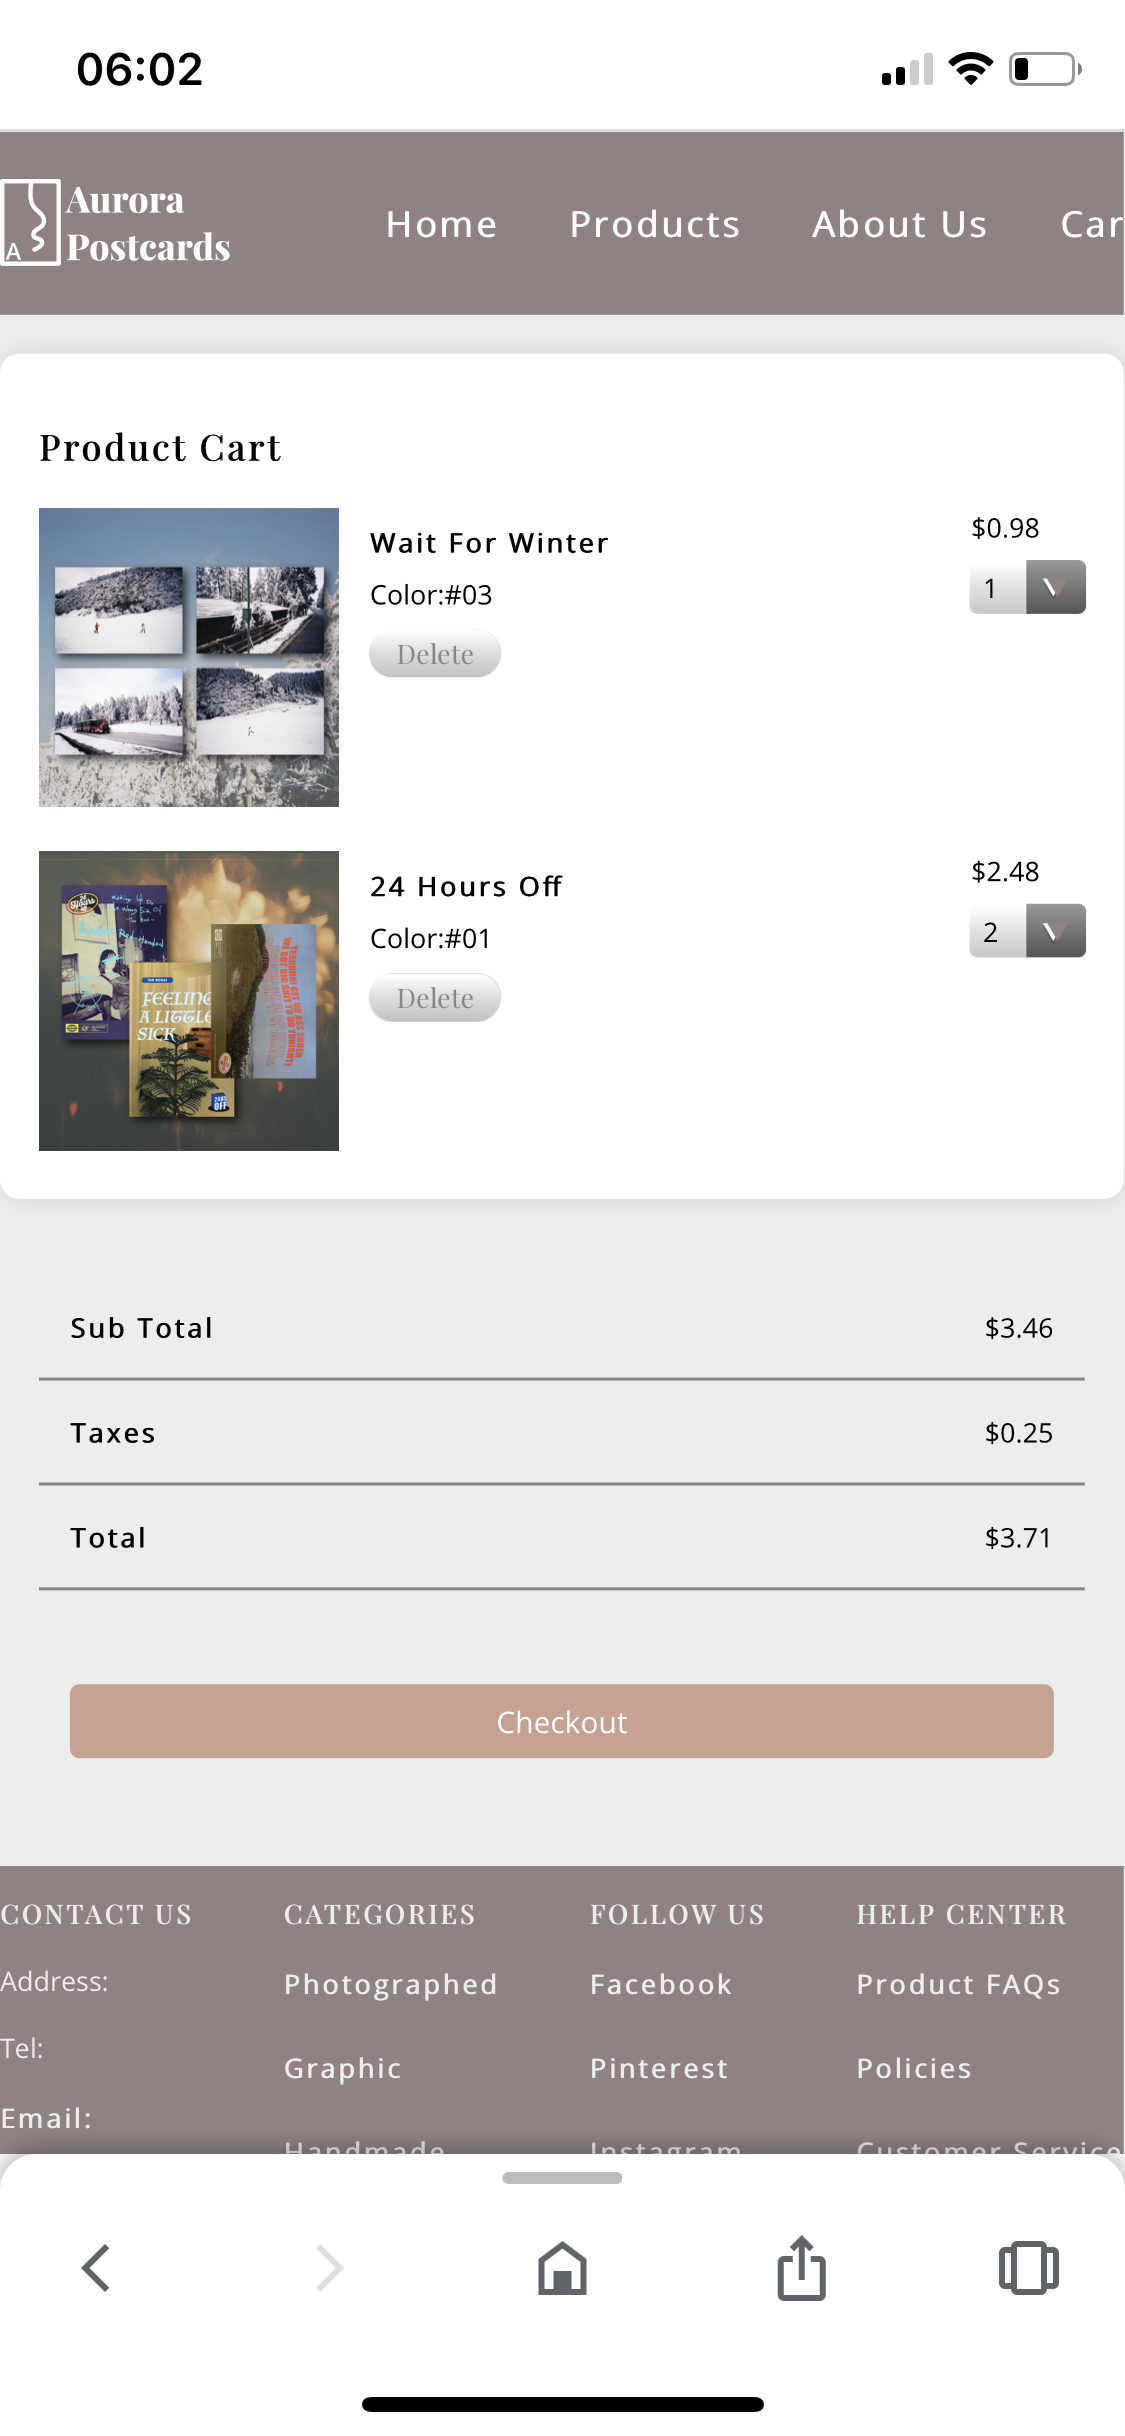 06:02
Aurora
Postcards
A
Home Products About Us Car
Product Cart
Wait For Winter
$0.98
Color:#03
1
Delete
24 Hours Off
$2.48
Color:#01
2
Delete
FEELING
A LITTLE
SICK
24HRS
OFF
Sub Total $3.46
Taxes $0.25
Total $3.71
Checkout
CONTACT US CATEGORIES FOLLOW US HELP CENTER
Address: Photographed Facebook Product FAQs
Tel: Graphic Pinterest Policies
Email: Handmade Instagram Customer Service